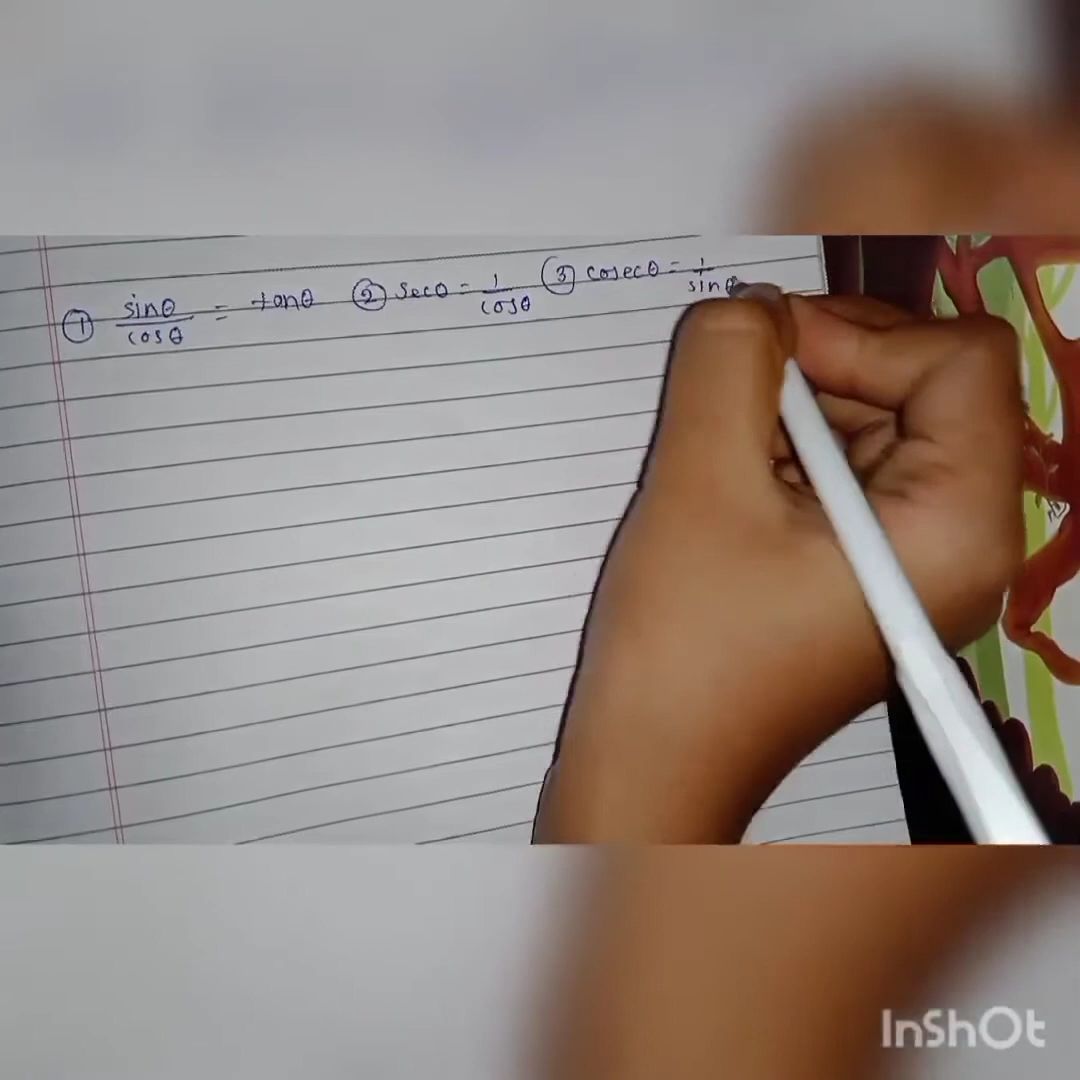 ① sinθ/cosθ = tanθ ② secθ = 1/cosθ ③ cosecθ = 1/sinθ
InShOt